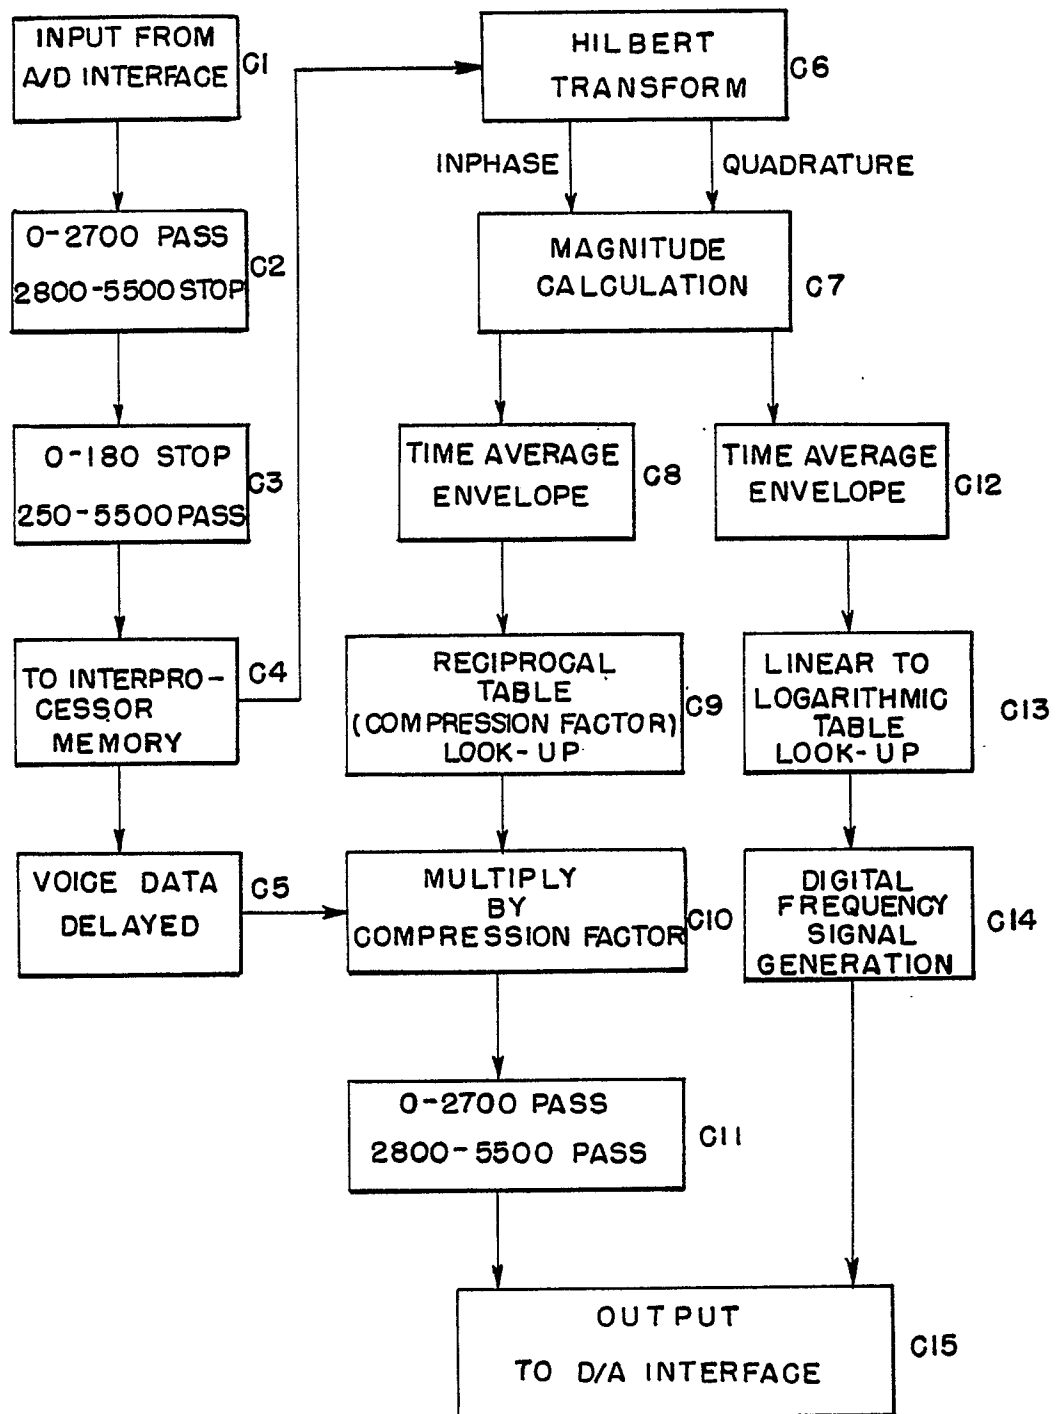 INPUT FROM
A/D INTERFACE
C1
0-2700 PASS
2800-5500 STOP
C2
0-180 STOP
250-5500 PASS
C3
TO INTERPRO-
CESSOR
MEMORY
C4
VOICE DATA
DELAYED
C5
HILBERT
TRANSFORM
C6
INPHASE
QUADRATURE
MAGNITUDE
CALCULATION
C7
TIME AVERAGE
ENVELOPE
C8
RECIPROCAL
TABLE
(COMPRESSION FACTOR)
LOOK-UP
C9
MULTIPLY
BY
COMPRESSION FACTOR
C10
0-2700 PASS
2800-5500 PASS
C11
TIME AVERAGE
ENVELOPE
C12
LINEAR TO
LOGARITHMIC
TABLE
LOOK-UP
C13
DIGITAL
FREQUENCY
SIGNAL
GENERATION
C14
OUTPUT
TO D/A INTERFACE
C15